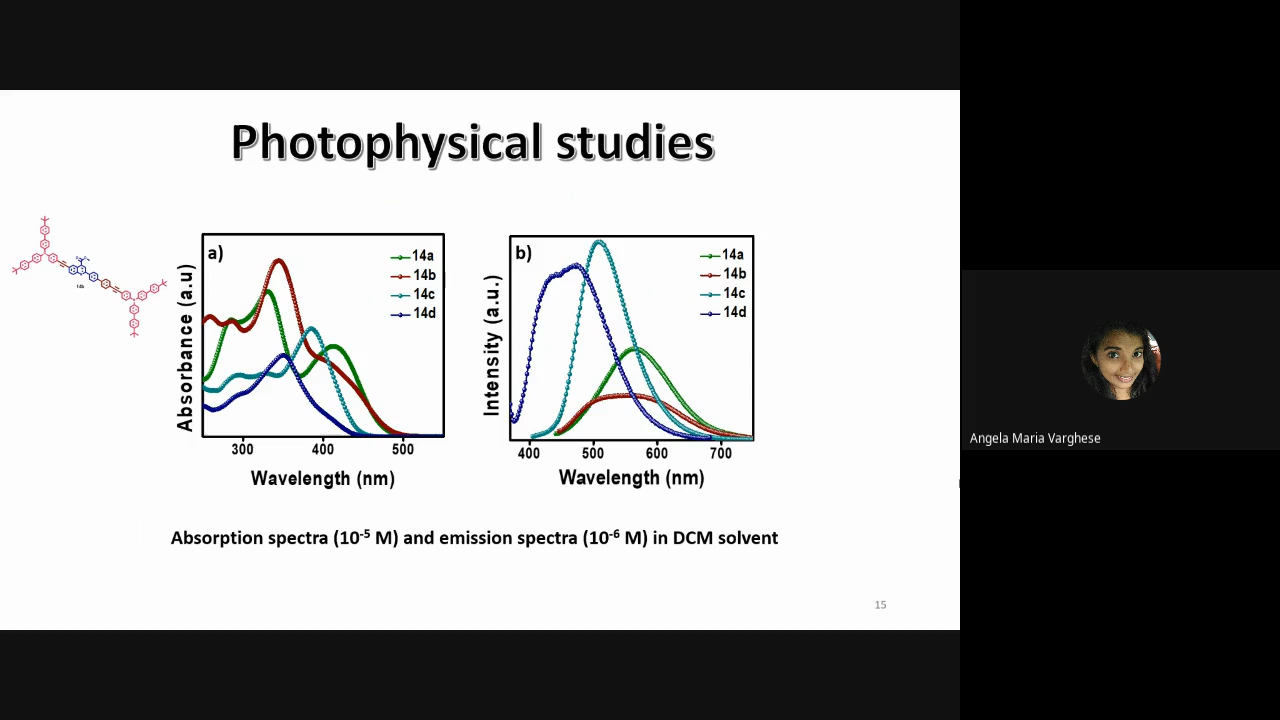 Photophysical studies
14b
a)
14a
14b
14c
14d
Absorbance (a.u)
300 400 500
Wavelength (nm)
b)
14a
14b
14c
14d
Intensity (a.u.)
400 500 600 700
Wavelength (nm)
Absorption spectra (10⁻⁵ M) and emission spectra (10⁻⁶ M) in DCM solvent
15
Angela Maria Varghese